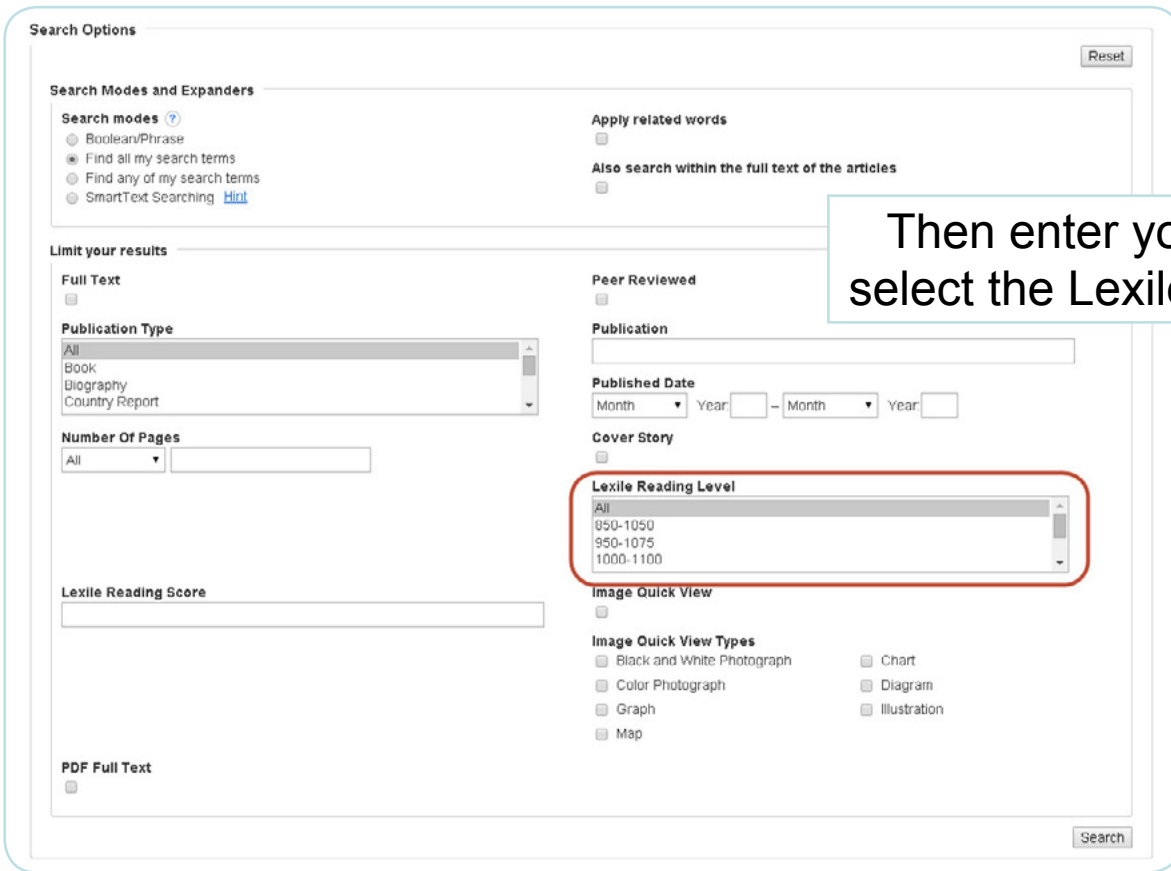 Search Options
Reset
Search Modes and Expanders
Search modes ?
Boolean/Phrase
Find all my search terms
Find any of my search terms
SmartText Searching Hint
Apply related words
Also search within the full text of the articles
Then enter yo
select the Lexil
Limit your results
Full Text
Peer Reviewed
Publication Type
All
Book
Biography
Country Report
Publication
Published Date
Month Year: – Month Year:
Number Of Pages
All
Cover Story
Lexile Reading Level
All
850-1050
950-1075
1000-1100
Lexile Reading Score
Image Quick View
Image Quick View Types
Black and White Photograph Chart
Color Photograph Diagram
Graph Illustration
Map
PDF Full Text
Search